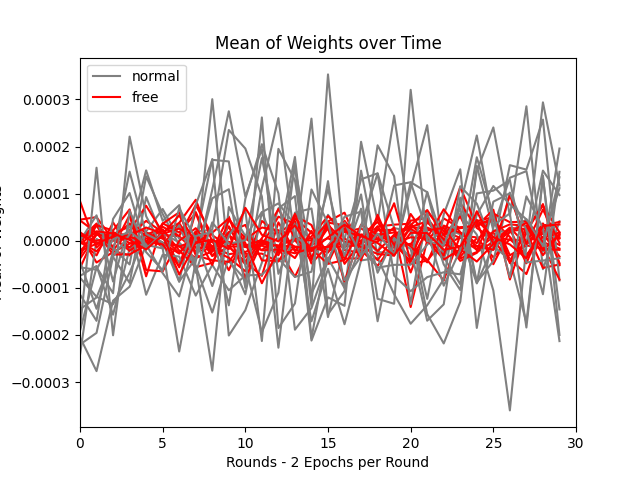 Mean of Weights over Time
normal
free
0.0003
0.0002
0.0001
0.0000
−0.0001
−0.0002
−0.0003
0 5 10 15 20 25 30
Rounds - 2 Epochs per Round